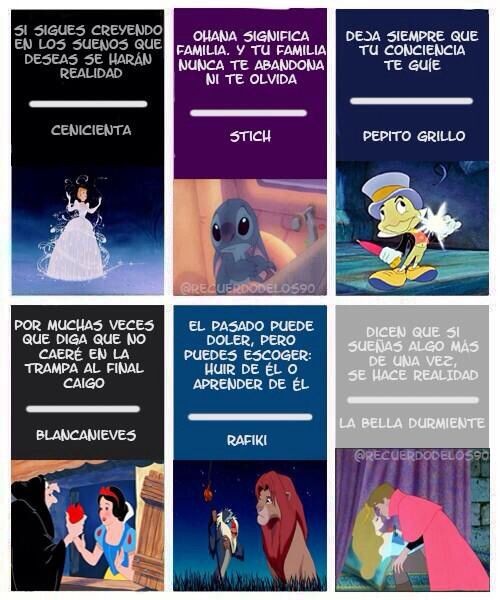 SI SIGUES CREYENDO
EN LOS SUEÑOS QUE
DESEAS SE HARÁN
REALIDAD
CENICIENTA
OHANA SIGNIFICA
FAMILIA. Y TU FAMILIA
NUNCA TE ABANDONA
NI TE OLVIDA
STICH
@RECUERDODELOS90
DEJA SIEMPRE QUE
TU CONCIENCIA
TE GUÍE
PEPITO GRILLO
POR MUCHAS VECES
QUE DIGA QUE NO
CAERÉ EN LA
TRAMPA AL FINAL
CAIGO
BLANCANIEVES
EL PASADO PUEDE
DOLER, PERO
PUEDES ESCOGER:
HUIR DE ÉL O
APRENDER DE ÉL
RAFIKI
DICEN QUE SI
SUEÑAS ALGO MÁS
DE UNA VEZ,
SE HACE REALIDAD
LA BELLA DURMIENTE
@RECUERDODELOS90